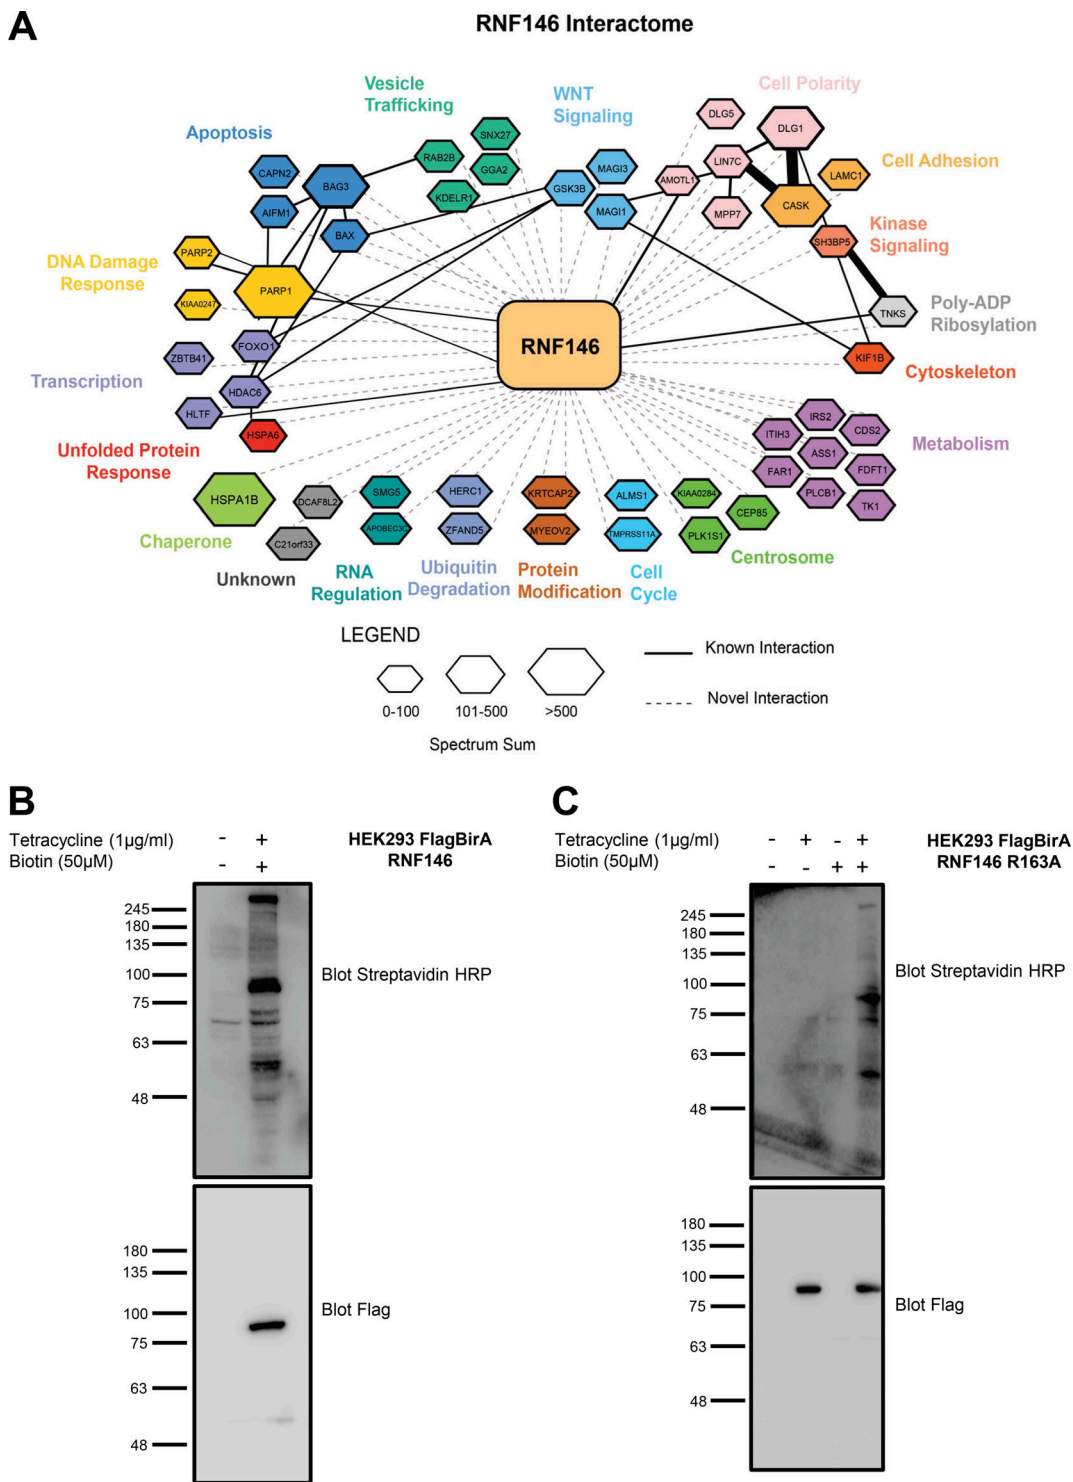 A
RNF146 Interactome
Vesicle
Trafficking
WNT
Signaling
Cell Polarity
Apoptosis
Cell Adhesion
Kinase
Signaling
DNA Damage
Response
Poly-ADP
Ribosylation
Transcription
Cytoskeleton
Unfolded Protein
Response
Metabolism
Chaperone
Unknown
RNA
Regulation
Ubiquitin
Degradation
Protein
Modification
Cell
Cycle
Centrosome
RNF146
CAPN2
BAG3
AIFM1
BAX
RAB2B
SNX27
GGA2
KDELR1
GSK3B
MAGI3
MAGI1
DLG5
DLG1
LIN7C
AMOTL1
MPP7
LAMC1
CASK
SH3BP5
TNKS
KIF1B
PARP2
PARP1
KIAA0247
FOXO1
ZBTB41
HDAC6
HLTF
HSPA6
HSPA1B
DCAF8L2
C21orf33
SMG5
APOBEC3C
HERC1
ZFAND5
KRTCAP2
MYEOV2
ALMS1
TMPRSS11A
KIAA0284
CEP85
PLK1S1
IRS2
ITIH3
CDS2
ASS1
FAR1
FDFT1
PLCB1
TK1
LEGEND
0-100
101-500
>500
Spectrum Sum
Known Interaction
Novel Interaction
B
Tetracycline (1µg/ml) - +
Biotin (50µM) - +
HEK293 FlagBirA
RNF146
245
180
135
100
75
63
48
Blot Streptavidin HRP
180
135
100
75
63
48
Blot Flag
C
Tetracycline (1µg/ml) - + - +
Biotin (50µM) - - + +
HEK293 FlagBirA
RNF146 R163A
245
180
135
100
75
63
48
Blot Streptavidin HRP
180
135
100
75
63
48
Blot Flag